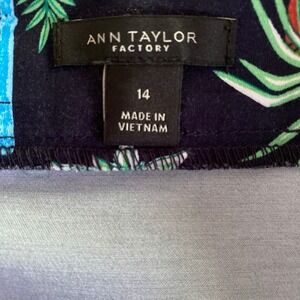 ANN TAYLOR
FACTORY
14
MADE IN
VIETNAM